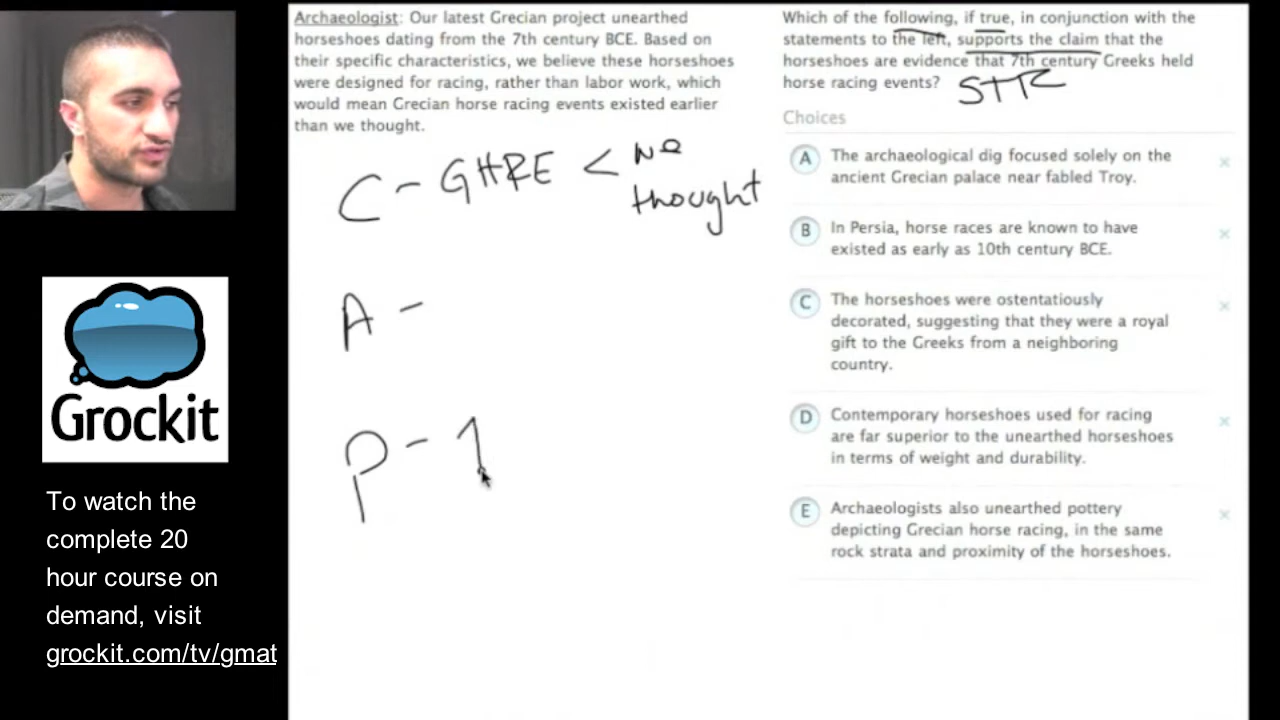 Archaeologist: Our latest Grecian project unearthed
horseshoes dating from the 7th century BCE. Based on
their specific characteristics, we believe these horseshoes
were designed for racing, rather than labor work, which
would mean Grecian horse racing events existed earlier
than we thought.
C - GHRE < we
thought
A -
P - 1
Which of the following, if true, in conjunction with the
statements to the left, supports the claim that the
horseshoes are evidence that 7th century Greeks held
horse racing events? STR
Choices
A The archaeological dig focused solely on the
ancient Grecian palace near fabled Troy.
B In Persia, horse races are known to have
existed as early as 10th century BCE.
C The horseshoes were ostentatiously
decorated, suggesting that they were a royal
gift to the Greeks from a neighboring
country.
D Contemporary horseshoes used for racing
are far superior to the unearthed horseshoes
in terms of weight and durability.
E Archaeologists also unearthed pottery
depicting Grecian horse racing, in the same
rock strata and proximity of the horseshoes.
Grockit
To watch the
complete 20
hour course on
demand, visit
grockit.com/tv/gmat